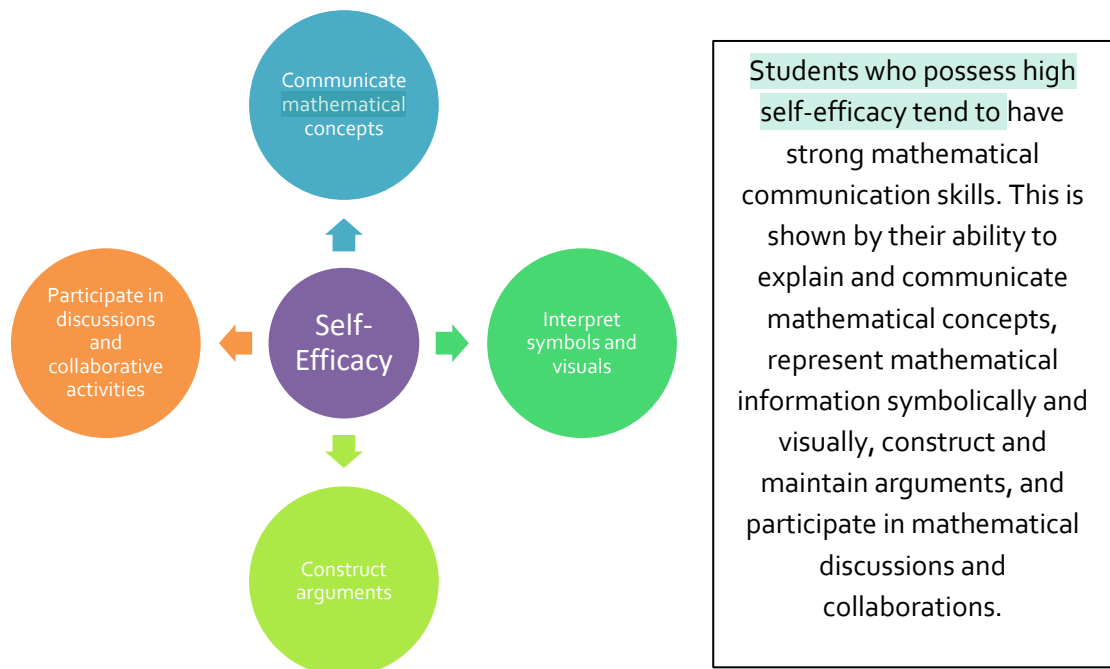 Communicate
mathematical
concepts
Participate in
discussions
and
collaborative
activities
Self-
Efficacy
Interpret
symbols and
visuals
Construct
arguments
Students who possess high
self-efficacy tend to have
strong mathematical
communication skills. This is
shown by their ability to
explain and communicate
mathematical concepts,
represent mathematical
information symbolically and
visually, construct and
maintain arguments, and
participate in mathematical
discussions and
collaborations.